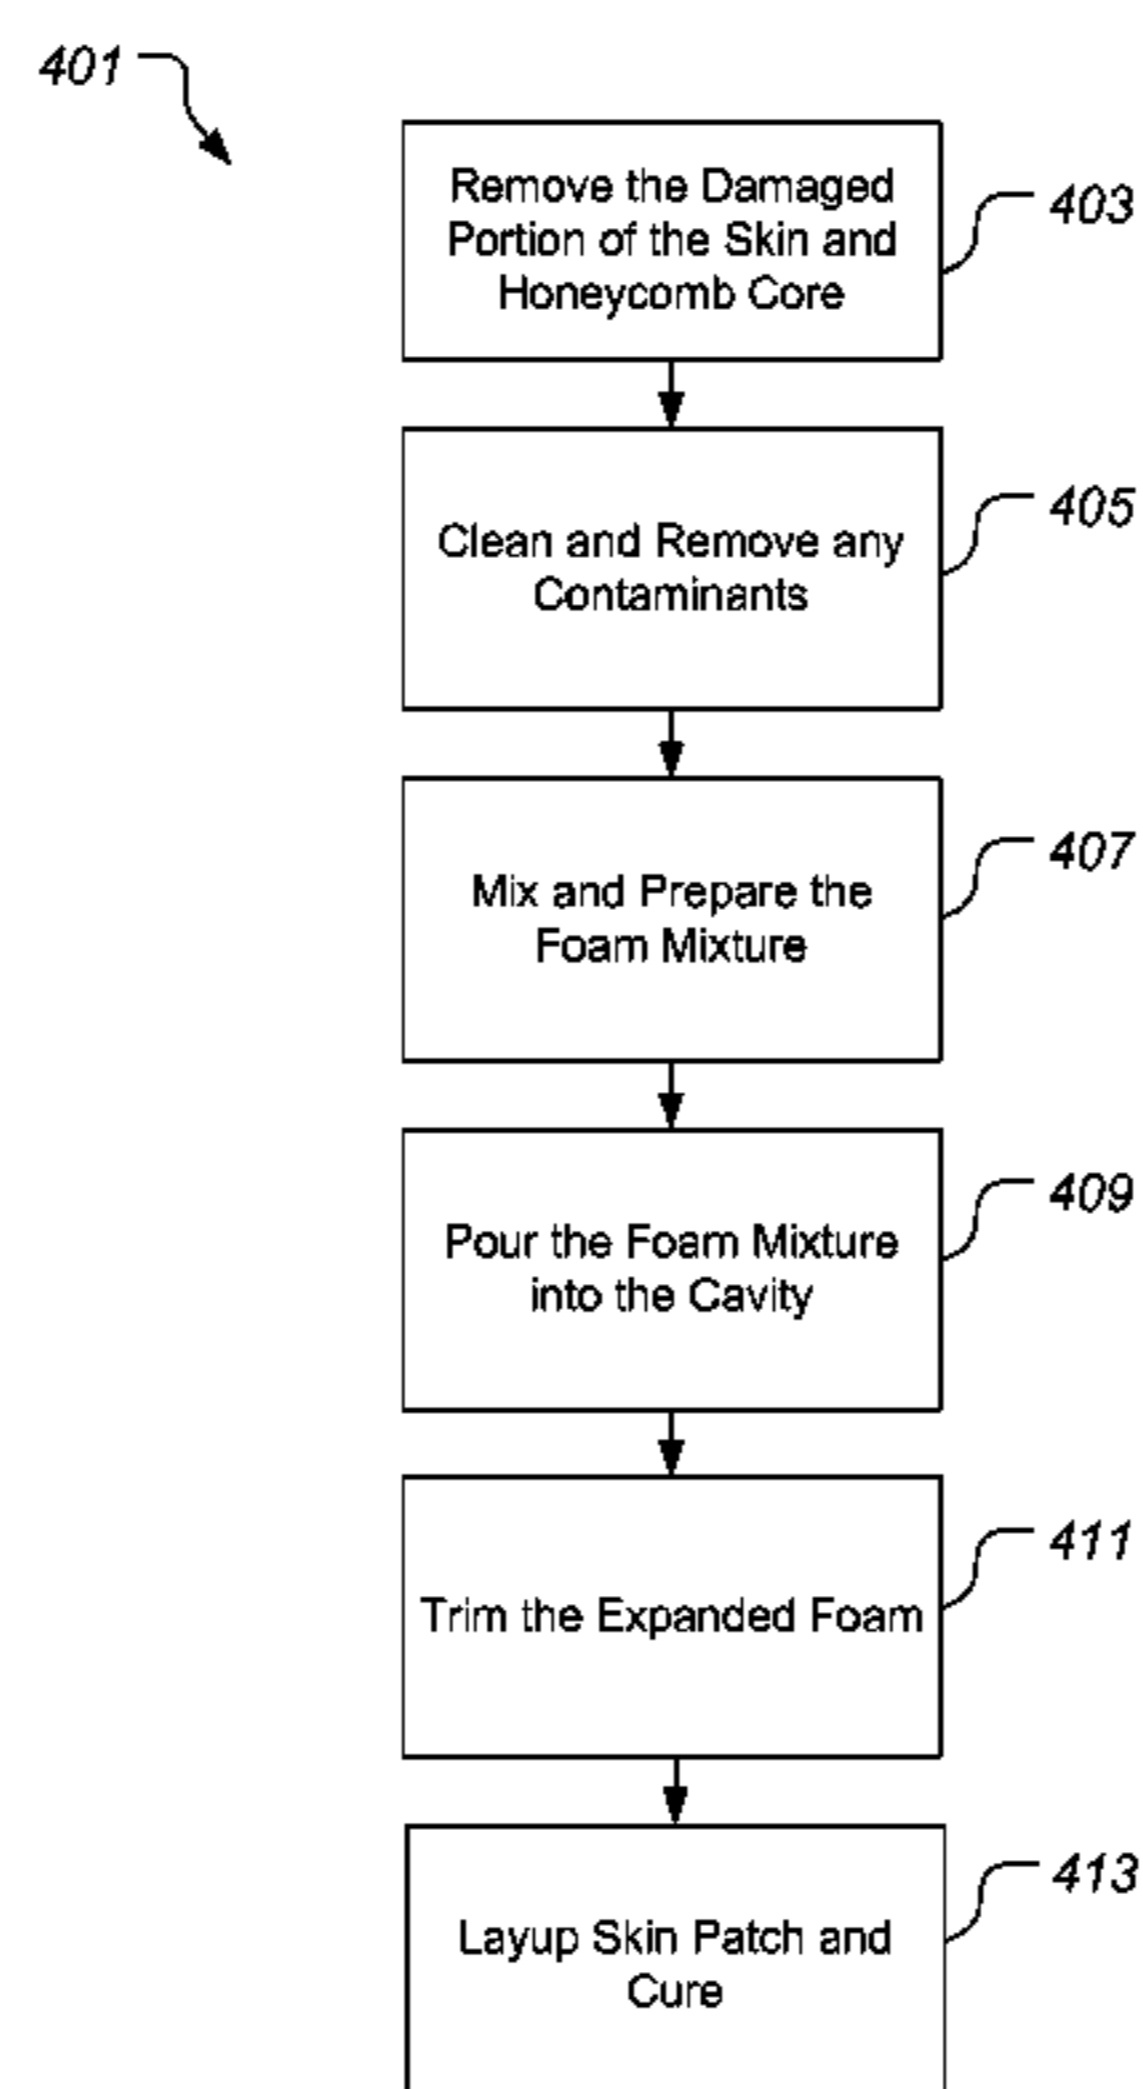 401
Remove the Damaged
Portion of the Skin and
Honeycomb Core
403
Clean and Remove any
Contaminants
405
Mix and Prepare the
Foam Mixture
407
Pour the Foam Mixture
into the Cavity
409
Trim the Expanded Foam
411
Layup Skin Patch and
Cure
413